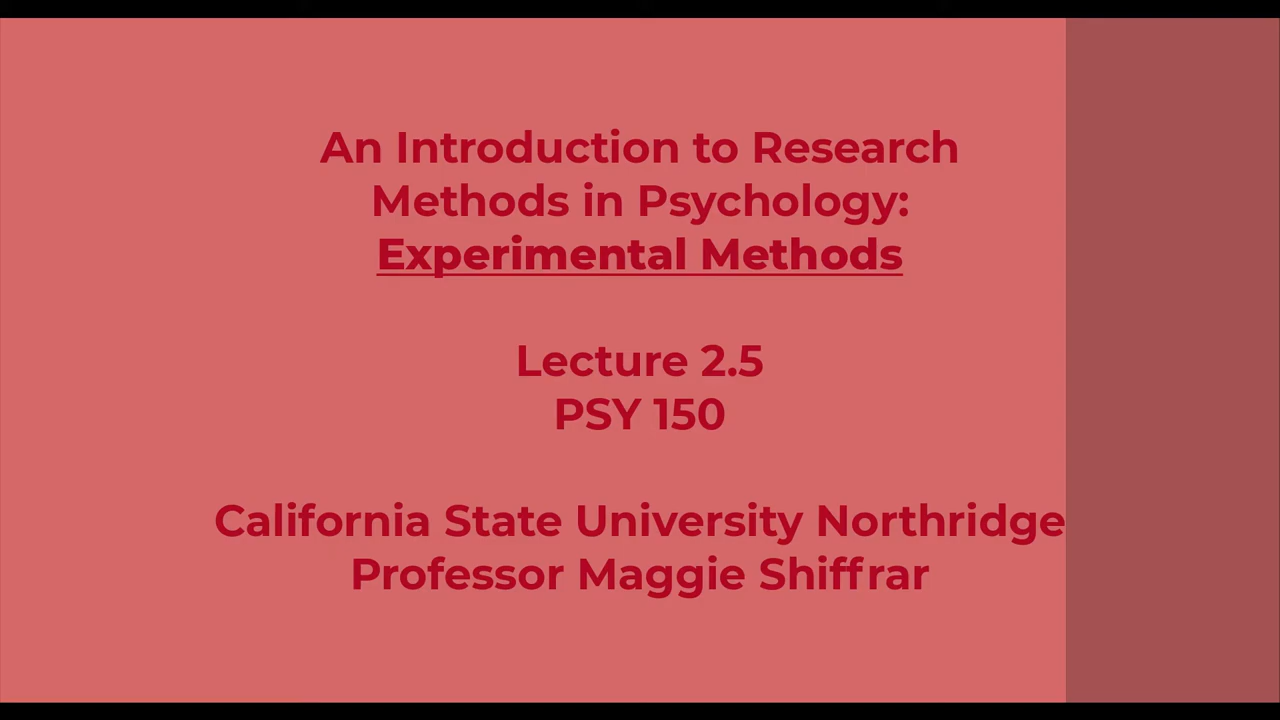 An Introduction to Research
Methods in Psychology:
Experimental Methods
Lecture 2.5
PSY 150
California State University Northridge
Professor Maggie Shiffrar